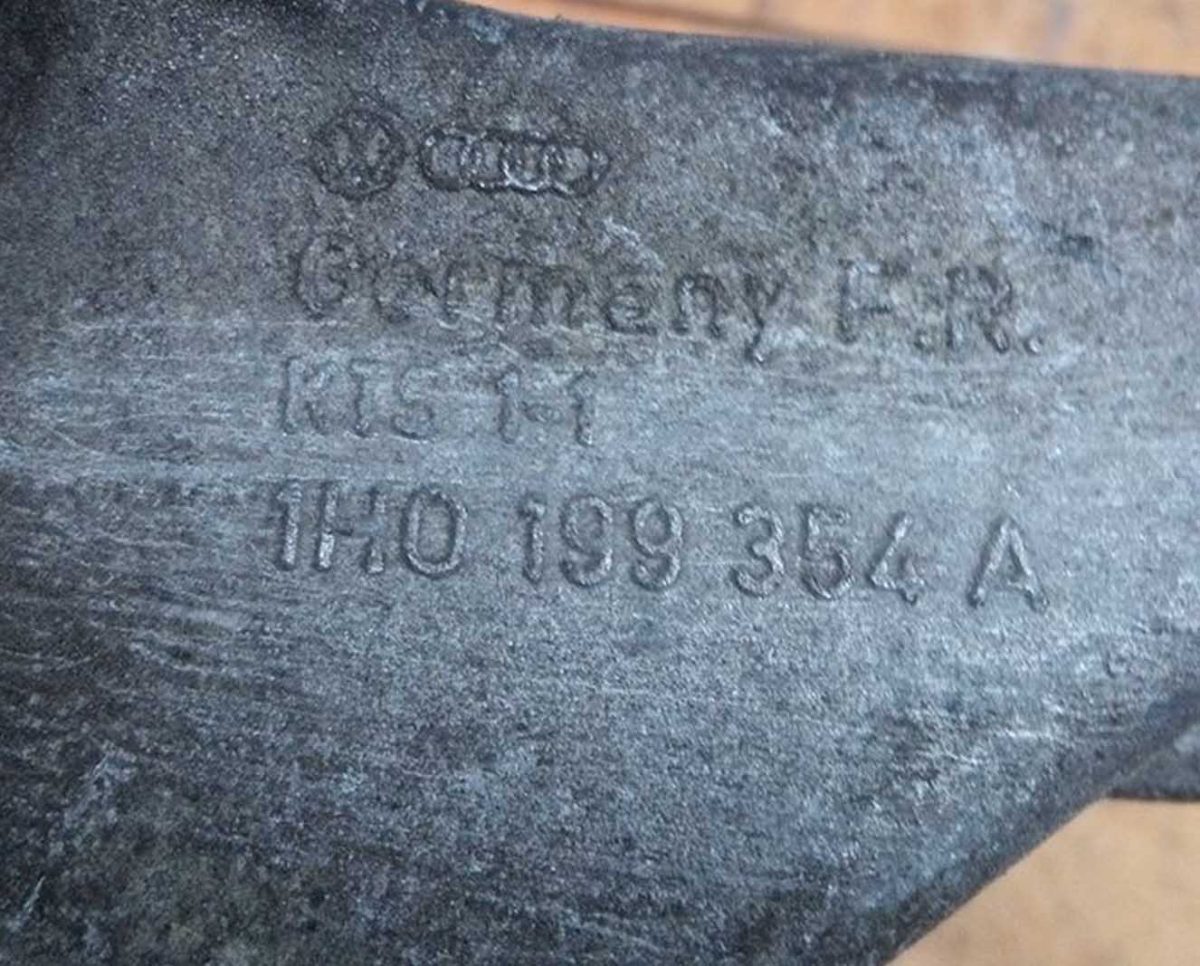 Germany F.R.
KTS 1-1
1H0 199 354 A